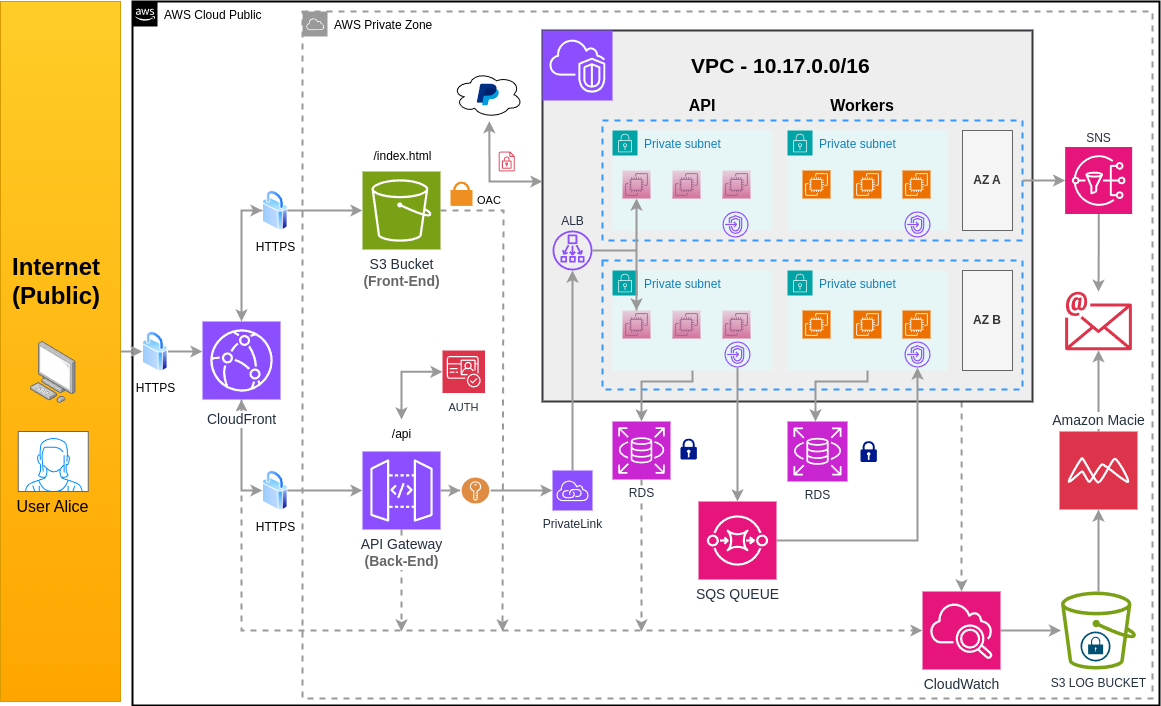 aws
AWS Cloud Public
AWS Private Zone
VPC - 10.17.0.0/16
API
Workers
Private subnet
Private subnet
AZ A
SNS
/index.html
OAC
HTTPS
S3 Bucket
(Front-End)
ALB
Internet
(Public)
Private subnet
Private subnet
AZ B
@
HTTPS
CloudFront
AUTH
/api
Amazon Macie
User Alice
HTTPS
API Gateway
(Back-End)
PrivateLink
RDS
RDS
SQS QUEUE
CloudWatch
S3 LOG BUCKET